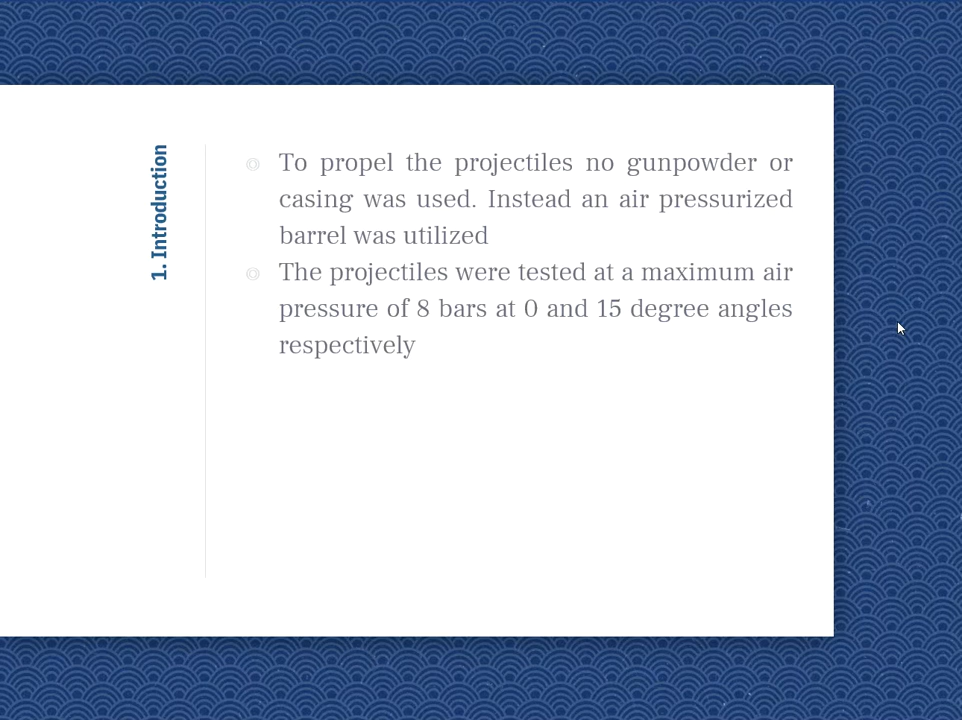 1. Introduction
To propel the projectiles no gunpowder or
casing was used. Instead an air pressurized
barrel was utilized
The projectiles were tested at a maximum air
pressure of 8 bars at 0 and 15 degree angles
respectively